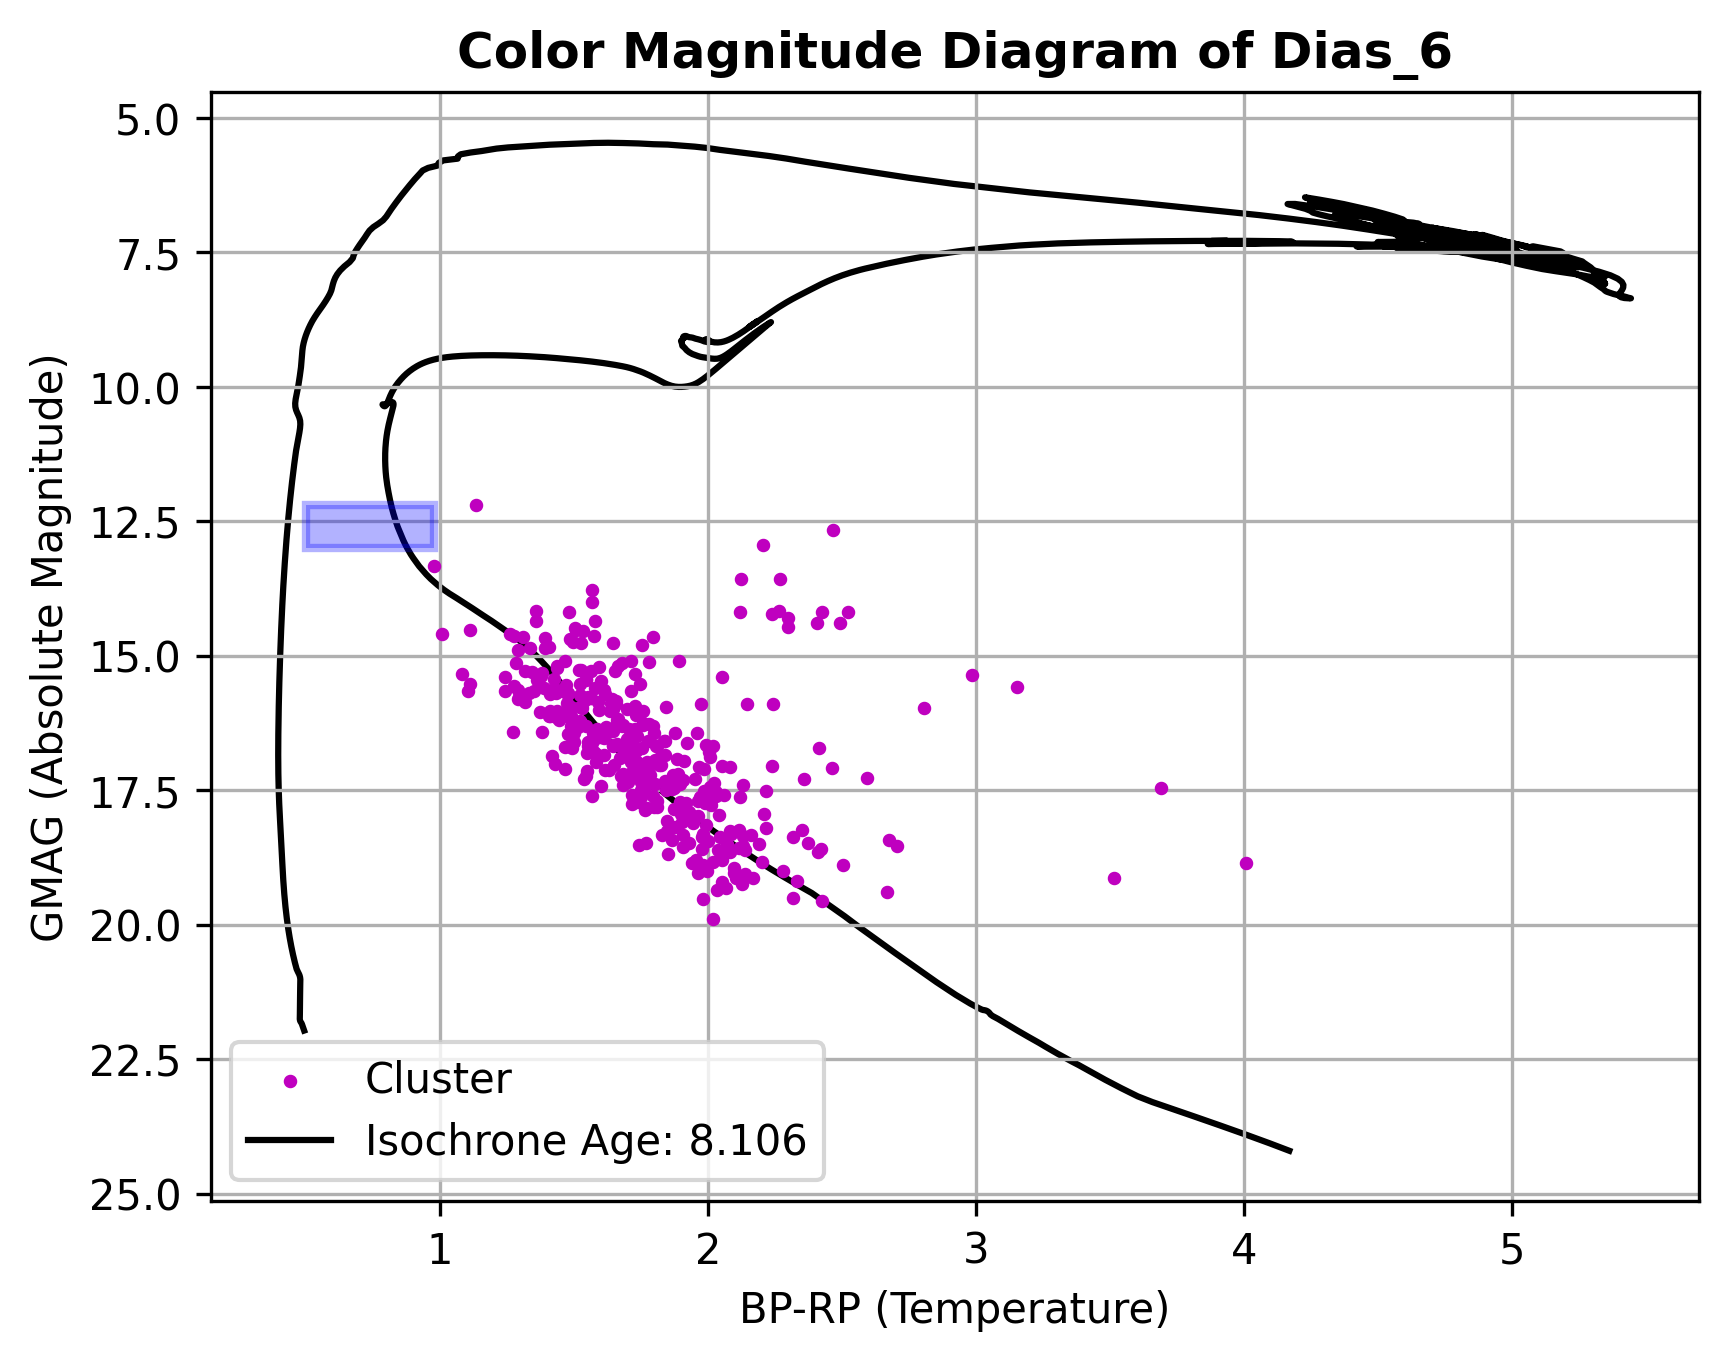 Color Magnitude Diagram of Dias_6
5.0
7.5
10.0
12.5
15.0
17.5
20.0
22.5
25.0
GMAG (Absolute Magnitude)
Cluster
Isochrone Age: 8.106
1 2 3 4 5
BP-RP (Temperature)